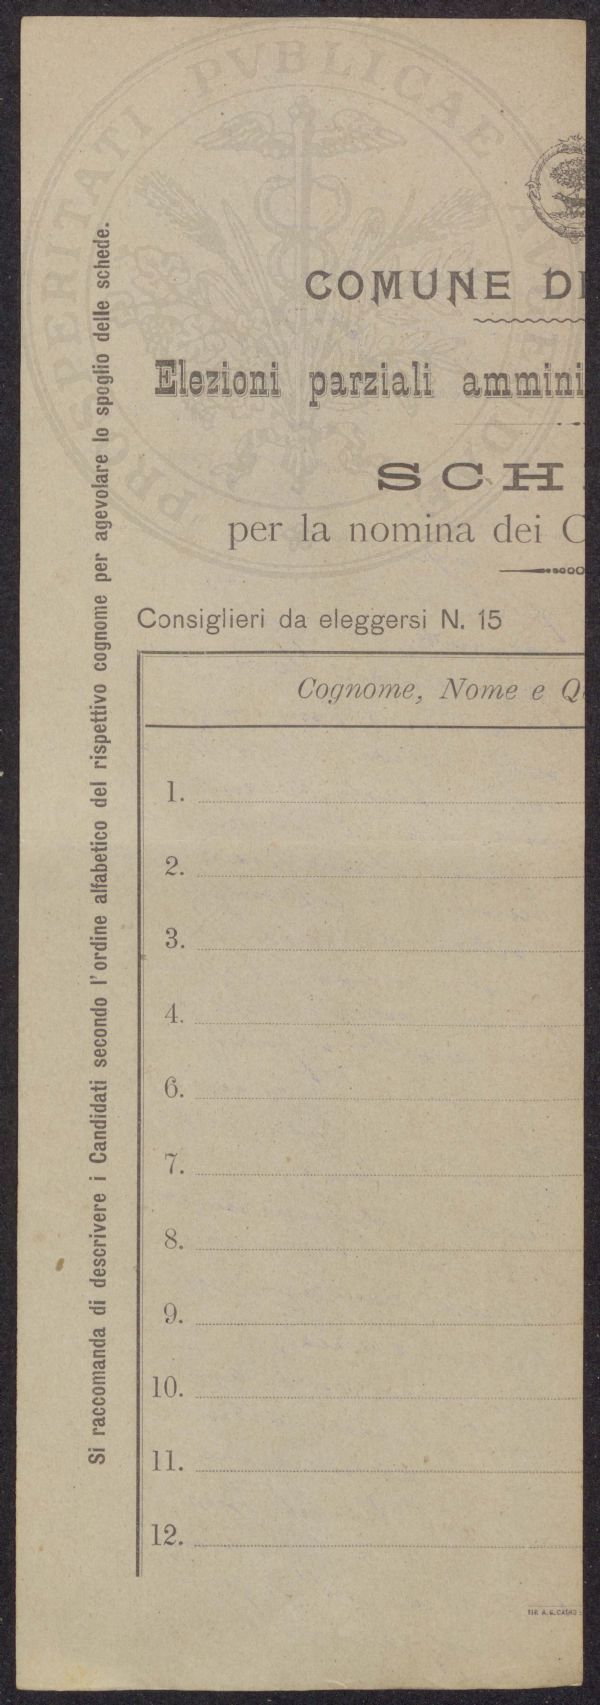 PROSPERITATI PVBLICAE AVGENDAE
COMUNE DI
Elezioni parziali ammini
SCH
per la nomina dei C
Consiglieri da eleggersi N. 15
Cognome, Nome e Q
1.
2.
3.
4.
6.
7.
8.
9.
10.
11.
12.
Si raccomanda di descrivere i Candidati secondo l'ordine alfabetico del rispettivo cognome per agevolare lo spoglio delle schede.